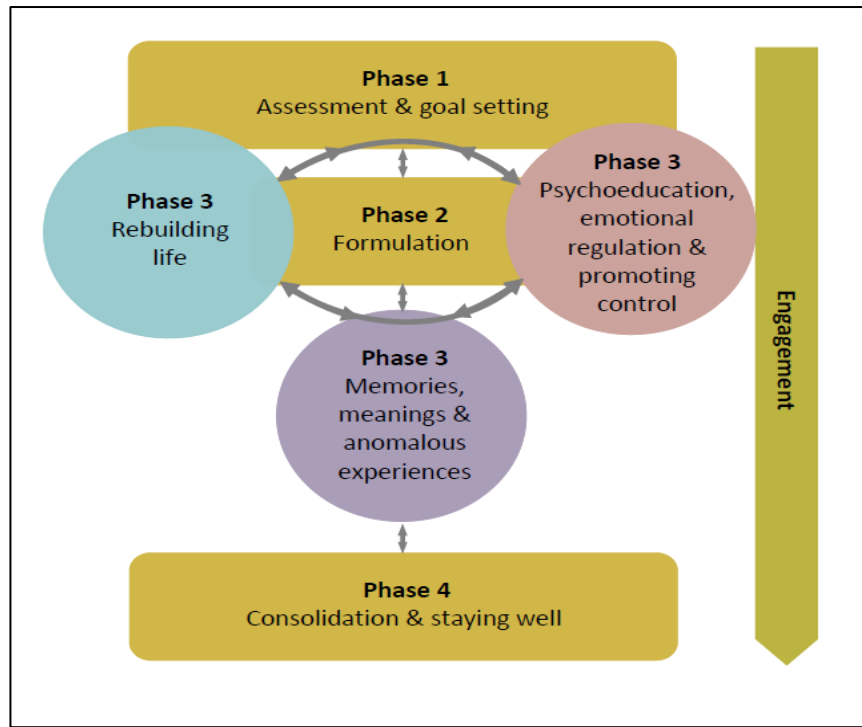 Phase 1
Assessment & goal setting
Phase 3
Rebuilding
life
Phase 2
Formulation
Phase 3
Psychoeducation,
emotional
regulation &
promoting
control
Phase 3
Memories,
meanings &
anomalous
experiences
Phase 4
Consolidation & staying well
Engagement